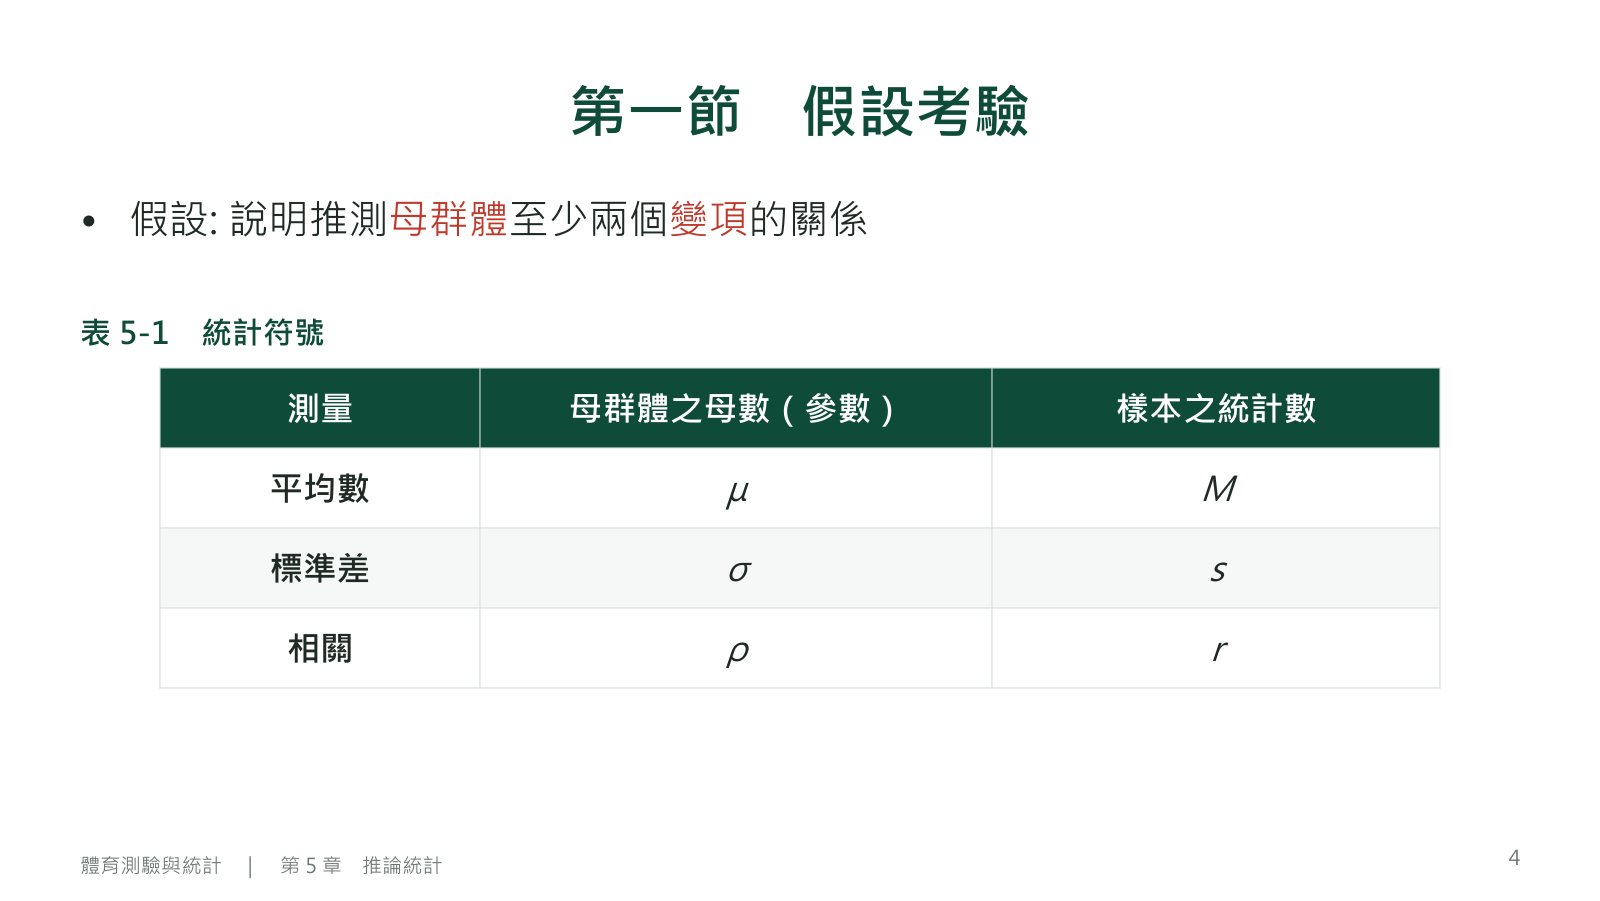 第一節　假設考驗
• 假設: 說明推測母群體至少兩個變項的關係
表 5-1　統計符號
測量 母群體之母數（參數） 樣本之統計數
平均數 μ M
標準差 σ s
相關 ρ r
體育測驗與統計　|　第 5 章　推論統計
4